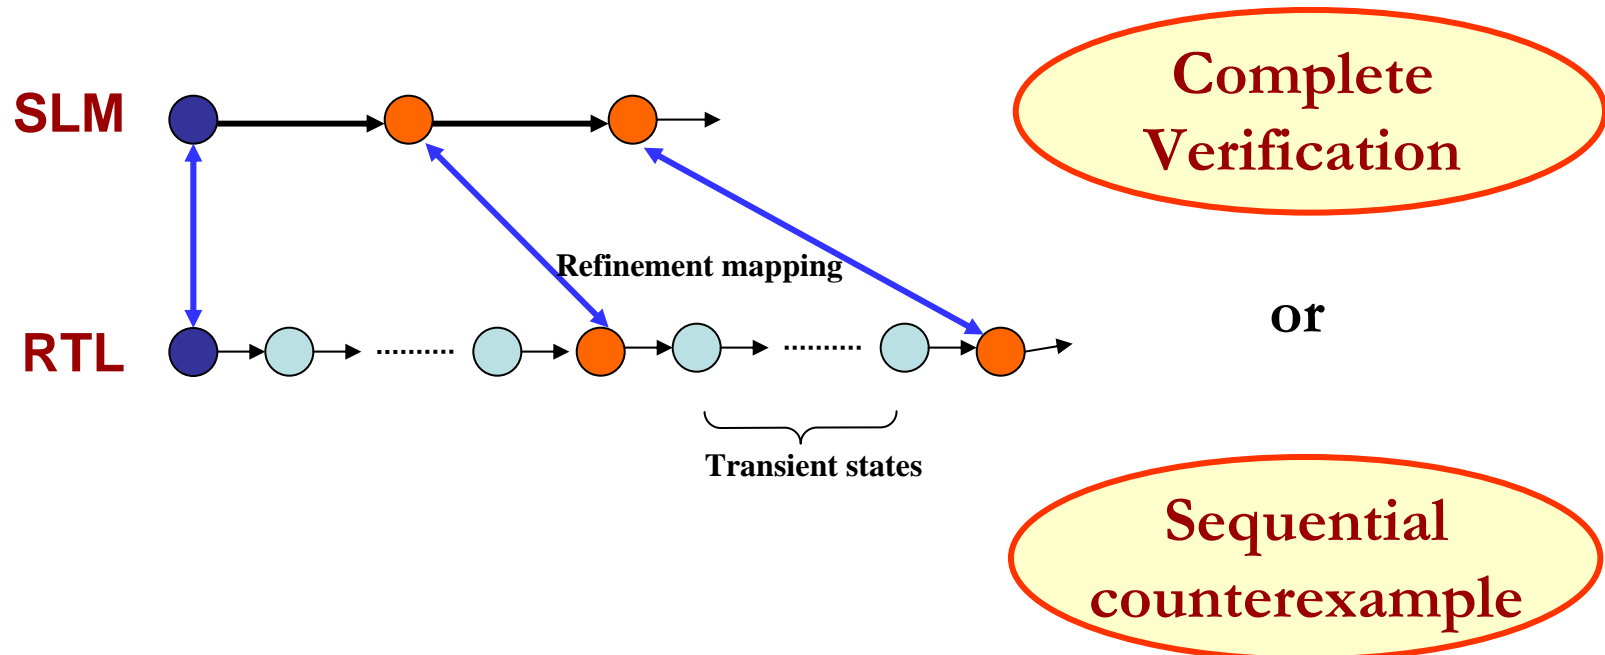 SLM
Complete
Verification
Refinement mapping
or
RTL
Transient states
Sequential
counterexample